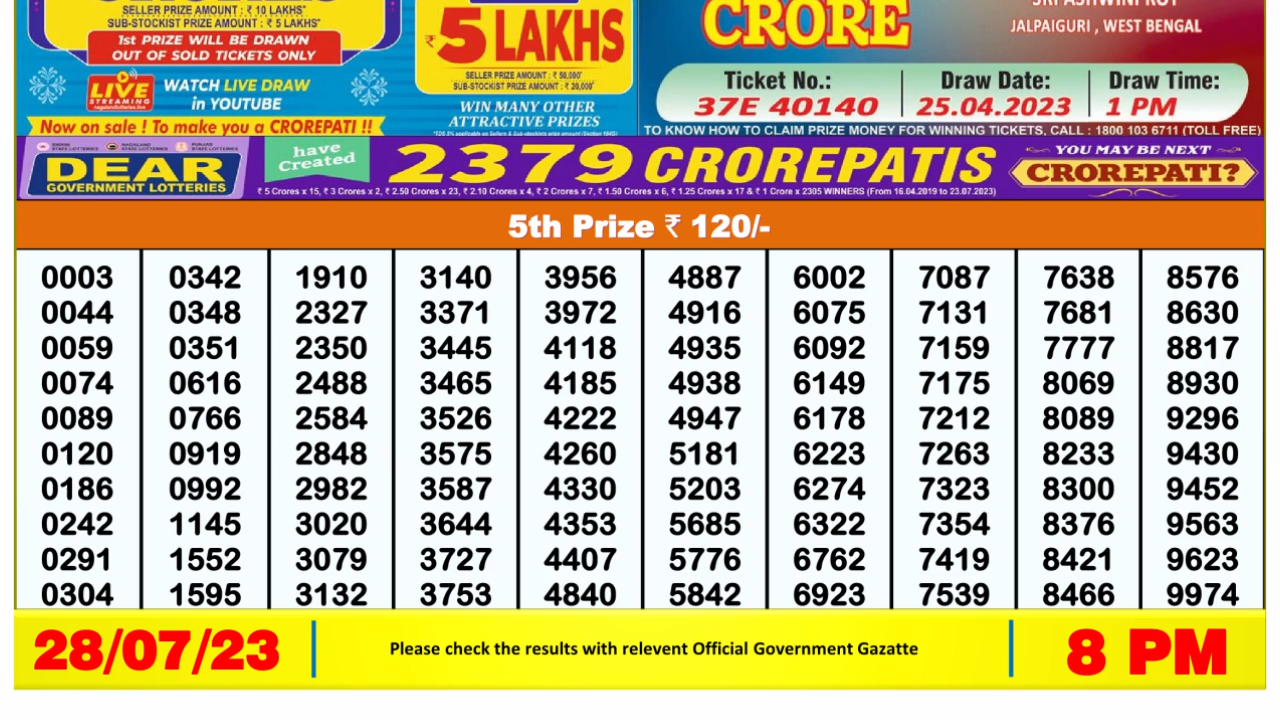 SELLER PRIZE AMOUNT : ₹ 10 LAKHS*
SUB-STOCKIST PRIZE AMOUNT : ₹ 5 LAKHS*
1st PRIZE WILL BE DRAWN
OUT OF SOLD TICKETS ONLY
LIVE
STREAMING
WATCH LIVE DRAW
in YOUTUBE
Now on sale ! To make you a CROREPATI !!
₹5 LAKHS
SELLER PRIZE AMOUNT : ₹ 50,000*
SUB-STOCKIST PRIZE AMOUNT : ₹ 20,000*
WIN MANY OTHER
ATTRACTIVE PRIZES
CRORE
JALPAIGURI , WEST BENGAL
Ticket No.: Draw Date: Draw Time:
37E 40140 25.04.2023 1 PM
TO KNOW HOW TO CLAIM PRIZE MONEY FOR WINNING TICKETS, CALL : 1800 103 6711 (TOLL FREE)
DEAR
GOVERNMENT LOTTERIES
have
Created
2379 CROREPATIS
₹ 5 Crores x 15, ₹ 3 Crores x 2, ₹ 2.50 Crores x 23, ₹ 2.10 Crores x 4, ₹ 2 Crores x 7, ₹ 1.50 Crores x 6, ₹ 1.25 Crores x 17 & ₹ 1 Crore x 2305 WINNERS (From 16.04.2019 to 23.07.2023)
YOU MAY BE NEXT
CROREPATI?
5th Prize ₹ 120/-
0003 0342 1910 3140 3956 4887 6002 7087 7638 8576
0044 0348 2327 3371 3972 4916 6075 7131 7681 8630
0059 0351 2350 3445 4118 4935 6092 7159 7777 8817
0074 0616 2488 3465 4185 4938 6149 7175 8069 8930
0089 0766 2584 3526 4222 4947 6178 7212 8089 9296
0120 0919 2848 3575 4260 5181 6223 7263 8233 9430
0186 0992 2982 3587 4330 5203 6274 7323 8300 9452
0242 1145 3020 3644 4353 5685 6322 7354 8376 9563
0291 1552 3079 3727 4407 5776 6762 7419 8421 9623
0304 1595 3132 3753 4840 5842 6923 7539 8466 9974
28/07/23
Please check the results with relevent Official Government Gazatte
8 PM